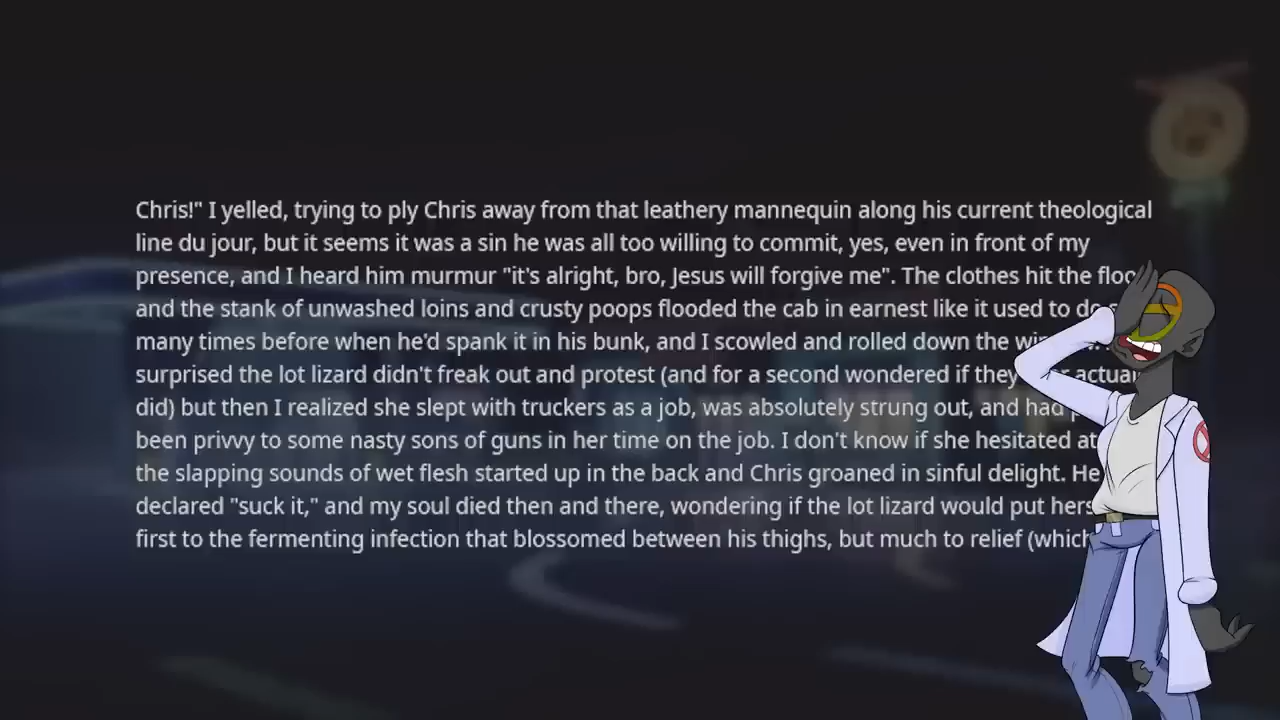 Chris!" I yelled, trying to ply Chris away from that leathery mannequin along his current theological
line du jour, but it seems it was a sin he was all too willing to commit, yes, even in front of my
presence, and I heard him murmur "it's alright, bro, Jesus will forgive me". The clothes hit the
and the stank of unwashed loins and crusty poops flooded the cab in earnest like it used to do
many times before when he'd spank it in his bunk, and I scowled and rolled down the
surprised the lot lizard didn't freak out and protest (and for a second wondered if they
did) but then I realized she slept with truckers as a job, was absolutely strung out, and had
been privvy to some nasty sons of guns in her time on the job. I don't know if she hesitated at
the slapping sounds of wet flesh started up in the back and Chris groaned in sinful delight. He
declared "suck it," and my soul died then and there, wondering if the lot lizard would put
first to the fermenting infection that blossomed between his thighs, but much to relief (which